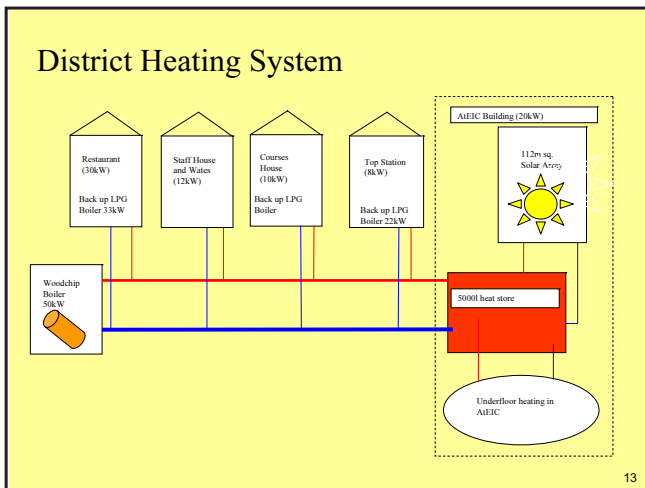 District Heating System
Restaurant
(30kW)
Back up LPG
Boiler 33kW
Staff House
and Wates
(12kW)
Courses
House
(10kW)
Back up LPG
Boiler
Top Station
(8kW)
Back up LPG
Boiler 22kW
AtEIC Building (20kW)
112m sq.
Solar Array
Woodchip
Boiler
50kW
5000l heat store
Underfloor heating in
AtEIC
13